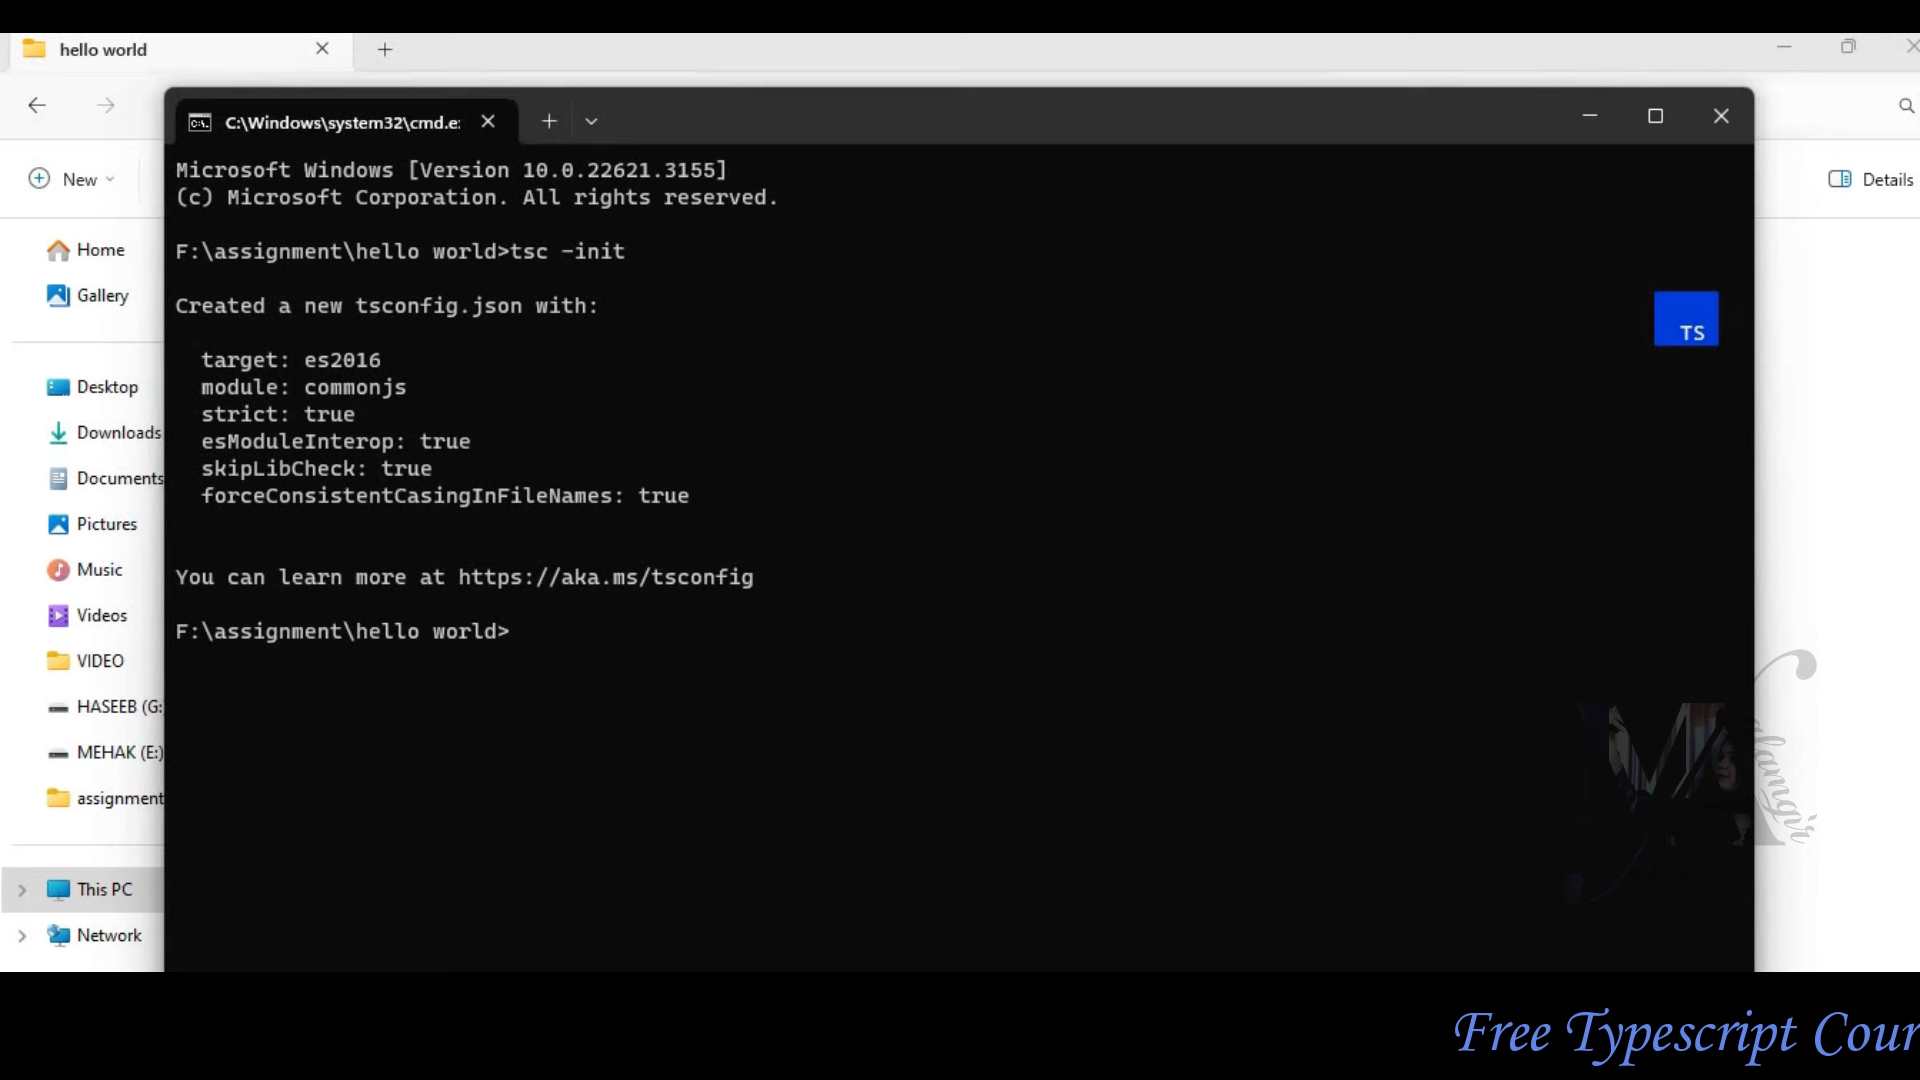 hello world
C:\Windows\system32\cmd.e:
New
Details
Microsoft Windows [Version 10.0.22621.3155]
(c) Microsoft Corporation. All rights reserved.
F:\assignment\hello world>tsc -init
Created a new tsconfig.json with:
TS
target: es2016
module: commonjs
strict: true
esModuleInterop: true
skipLibCheck: true
forceConsistentCasingInFileNames: true
You can learn more at https://aka.ms/tsconfig
F:\assignment\hello world>
Home
Gallery
Desktop
Downloads
Documents
Pictures
Music
Videos
VIDEO
HASEEB (G:
MEHAK (E:)
assignment
This PC
Network
Free Typescript Cour